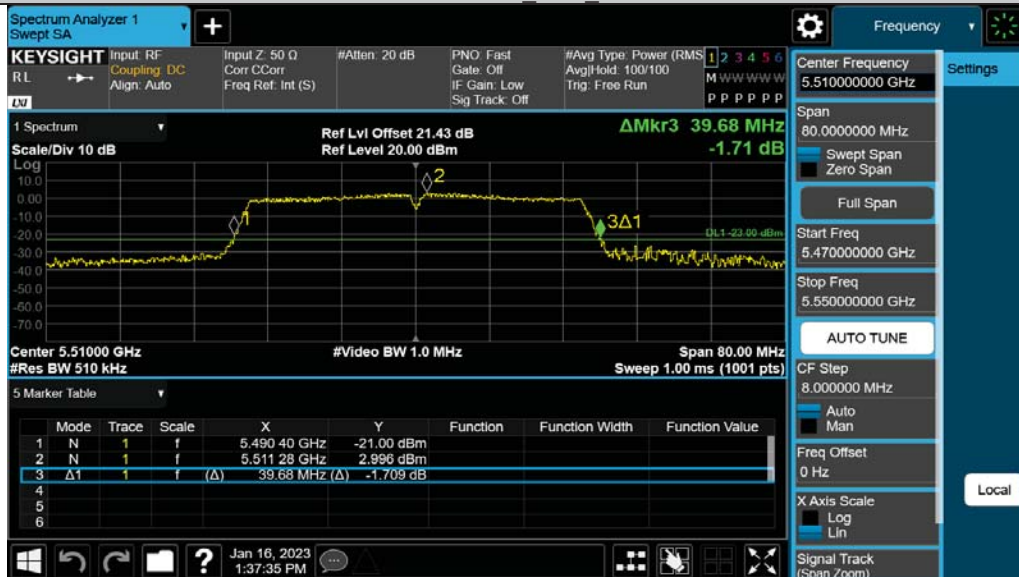 Spectrum Analyzer 1
Swept SA
Frequency
KEYSIGHT
RL
LXI
Input: RF
Coupling: DC
Align: Auto
Input Z: 50 Ω
Corr CCorr
Freq Ref: Int (S)
#Atten: 20 dB
PNO: Fast
Gate: Off
IF Gain: Low
Sig Track: Off
#Avg Type: Power (RMS
Avg|Hold: 100/100
Trig: Free Run
1 2 3 4 5 6
M W W W W W
P P P P P P
Center Frequency
5.510000000 GHz
Settings
Span
80.0000000 MHz
Swept Span
Zero Span
Full Span
Start Freq
5.470000000 GHz
Stop Freq
5.550000000 GHz
AUTO TUNE
CF Step
8.000000 MHz
Auto
Man
Freq Offset
0 Hz
X Axis Scale
Log
Lin
Local
Signal Track
(Span Zoom)
1 Spectrum
Scale/Div 10 dB
Ref Lvl Offset 21.43 dB
Ref Level 20.00 dBm
ΔMkr3 39.68 MHz
-1.71 dB
Log
10.0
0.00
-10.0
-20.0
-30.0
-40.0
-50.0
-60.0
-70.0
1
2
3Δ1
DL1 -23.00 dBm
Center 5.51000 GHz
#Res BW 510 kHz
#Video BW 1.0 MHz
Span 80.00 MHz
Sweep 1.00 ms (1001 pts)
5 Marker Table
Mode Trace Scale X Y Function Function Width Function Value
1 N 1 f 5.490 40 GHz -21.00 dBm
2 N 1 f 5.511 28 GHz 2.996 dBm
3 Δ1 1 f (Δ) 39.68 MHz (Δ) -1.709 dB
4
5
6
Jan 16, 2023
1:37:35 PM